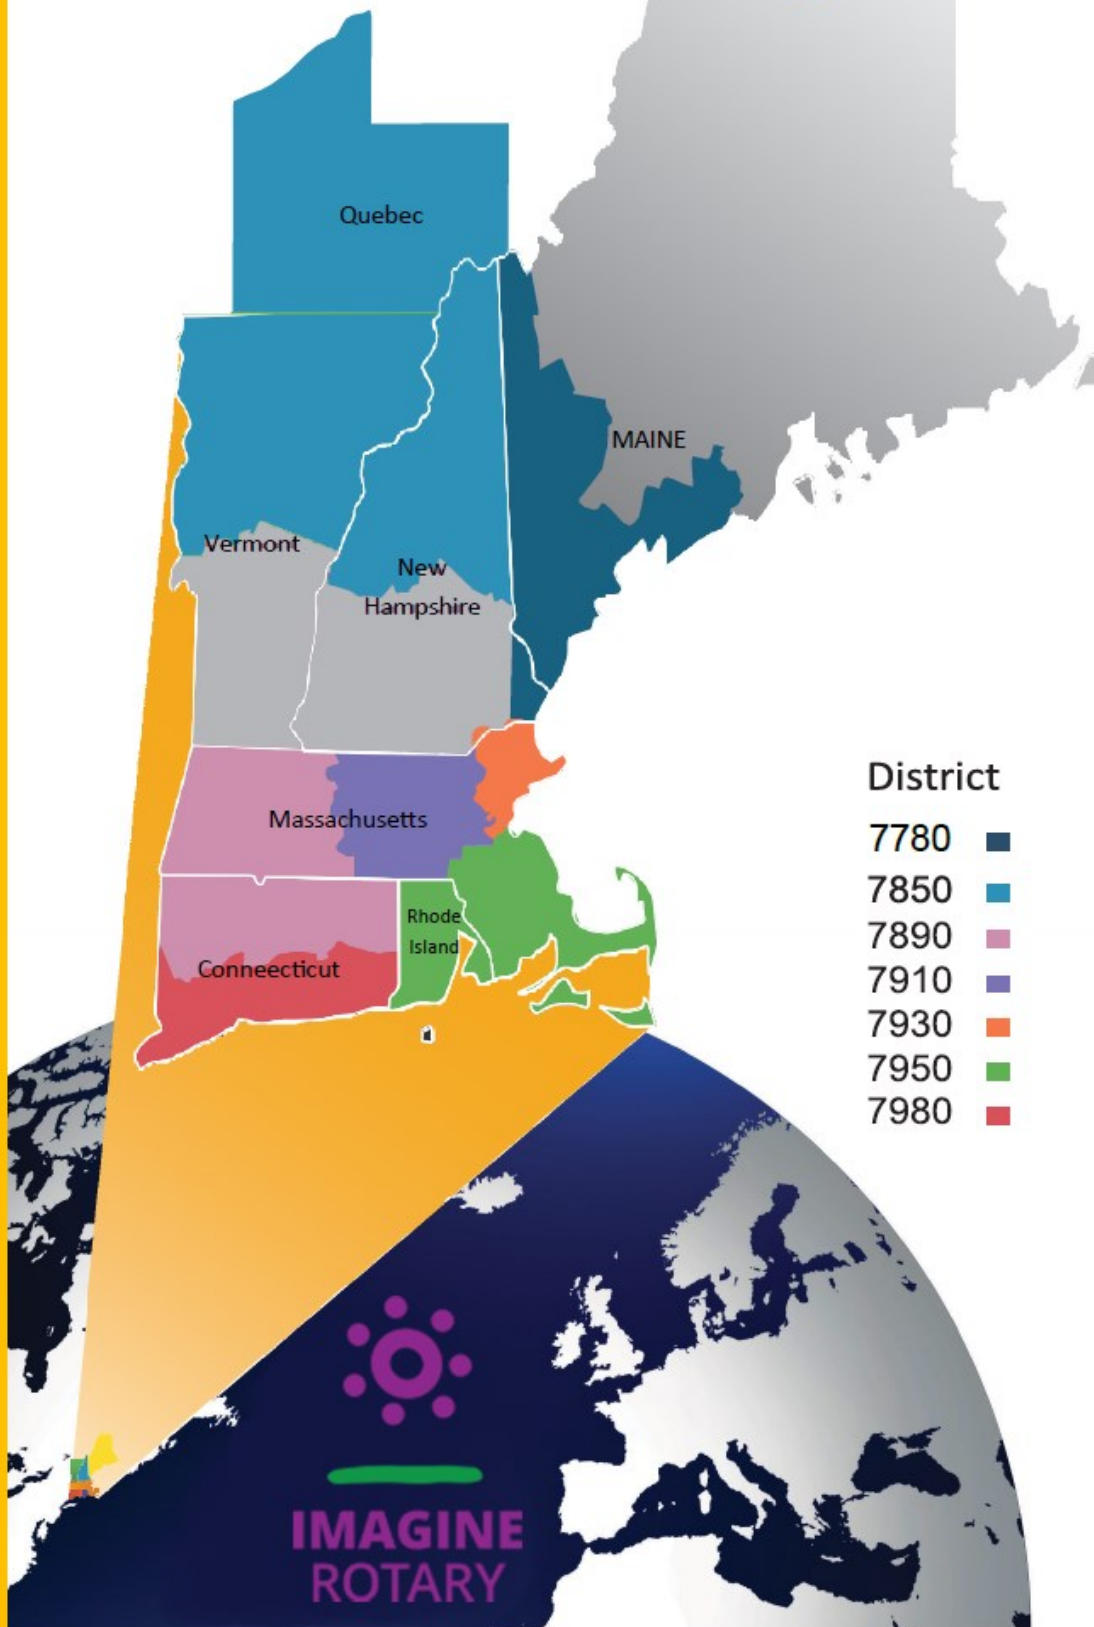 Quebec
MAINE
Vermont
New
Hampshire
Massachusetts
Rhode
Island
Conneecticut
District
7780
7850
7890
7910
7930
7950
7980
IMAGINE
ROTARY